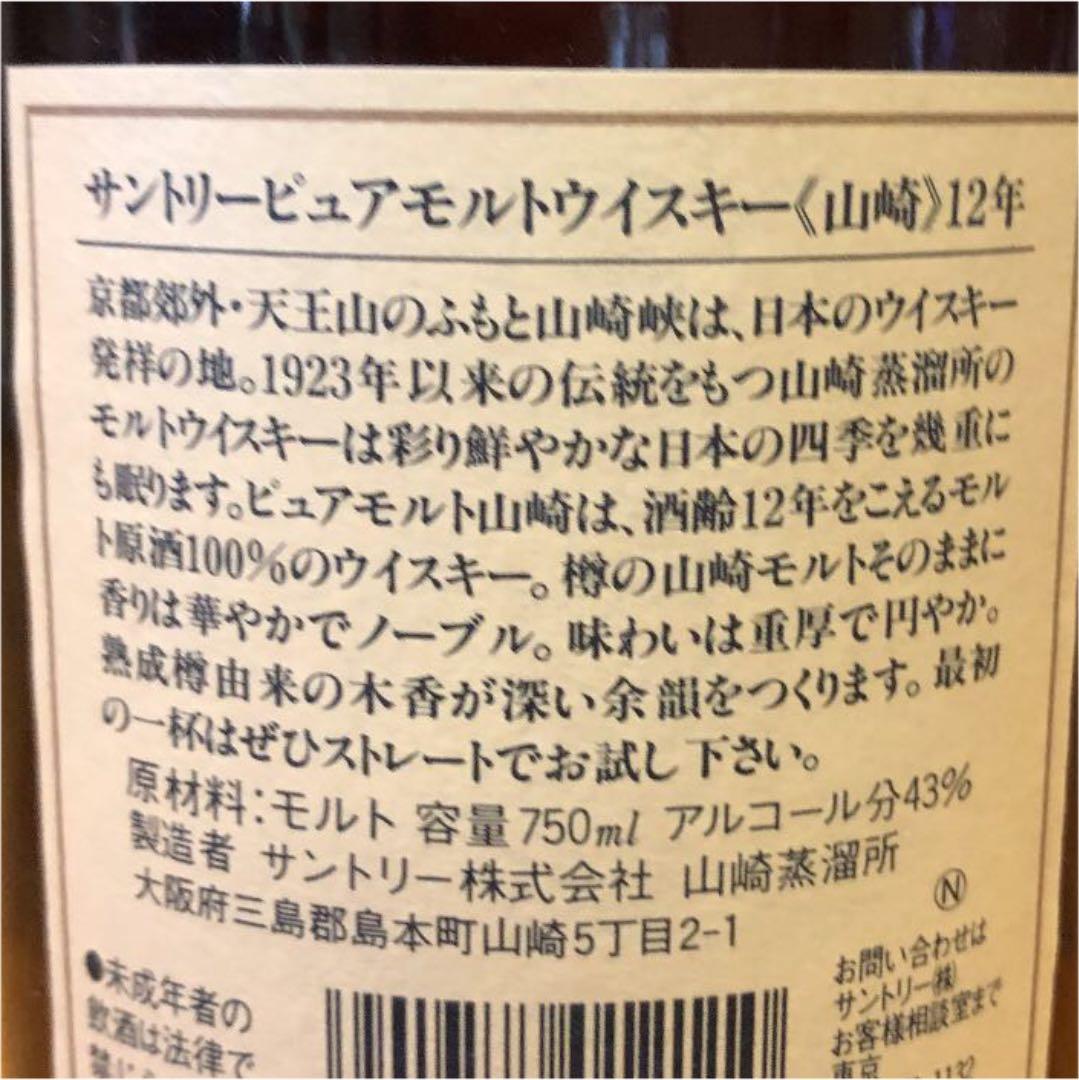 サントリーピュアモルトウイスキー《山崎》12年
京都郊外・天王山のふもと山崎峡は、日本のウイスキー
発祥の地。1923年以来の伝統をもつ山崎蒸溜所の
モルトウイスキーは彩り鮮やかな日本の四季を幾重に
も眠ります。ピュアモルト山崎は、酒齢12年をこえるモル
ト原酒100%のウイスキー。樽の山崎モルトそのままに
香りは華やかでノーブル。味わいは重厚で円やか。
熟成樽由来の木香が深い余韻をつくります。最初
の一杯はぜひストレートでお試し下さい。
原材料:モルト 容量750ml アルコール分43%
製造者 サントリー株式会社 山崎蒸溜所
大阪府三島郡島本町山崎5丁目2-1
Ⓝ
●未成年者の
飲酒は法律で
お問い合わせは
サントリー(株)
お客様相談室まで
東京
1132